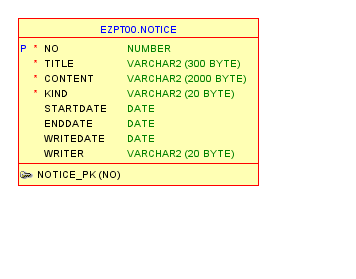 EZPT00.NOTICE
P * NO NUMBER
* TITLE VARCHAR2 (300 BYTE)
* CONTENT VARCHAR2 (2000 BYTE)
* KIND VARCHAR2 (20 BYTE)
STARTDATE DATE
ENDDATE DATE
WRITEDATE DATE
WRITER VARCHAR2 (20 BYTE)
NOTICE_PK (NO)